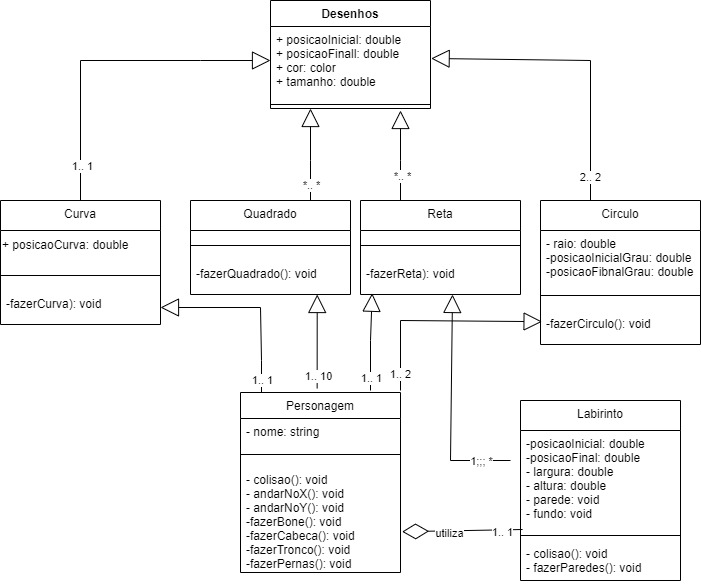 Desenhos
+ posicaoInicial: double
+ posicaoFinall: double
+ cor: color
+ tamanho: double
1.. 1
*.. *
*.. *
2.. 2
Curva
+ posicaoCurva: double
-fazerCurva): void
Quadrado
-fazerQuadrado(): void
Reta
-fazerReta): void
Circulo
- raio: double
-posicaoInicialGrau: double
-posicaoFibnalGrau: double
-fazerCirculo(): void
1.. 1
1.. 10
1.. 1
1.. 2
Personagem
- nome: string
- colisao(): void
- andarNoX(): void
- andarNoY(): void
-fazerBone(): void
-fazerCabeca(): void
-fazerTronco(): void
-fazerPernas(): void
1;;; *
utiliza
1.. 1
Labirinto
-posicaoInicial: double
-posicaoFinal: double
- largura: double
- altura: double
- parede: void
- fundo: void
- colisao(): void
- fazerParedes(): void